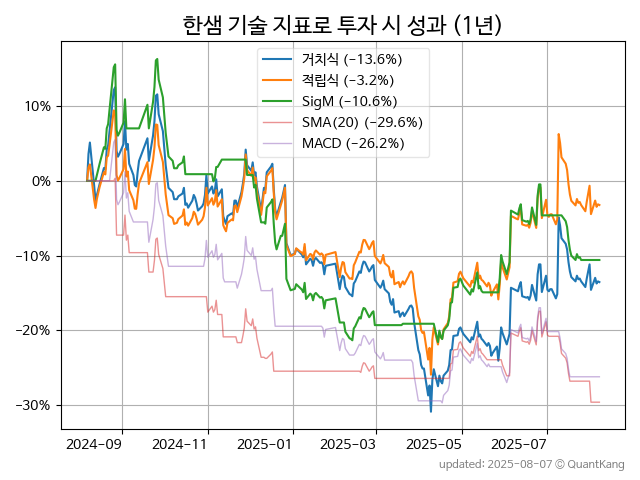 한샘 기술 지표로 투자 시 성과 (1년)
거치식 (−13.6%)
적립식 (−3.2%)
SigM (−10.6%)
SMA(20) (−29.6%)
MACD (−26.2%)
10%
0%
−10%
−20%
−30%
2024-09 2024-11 2025-01 2025-03 2025-05 2025-07
updated: 2025-08-07 © QuantKang